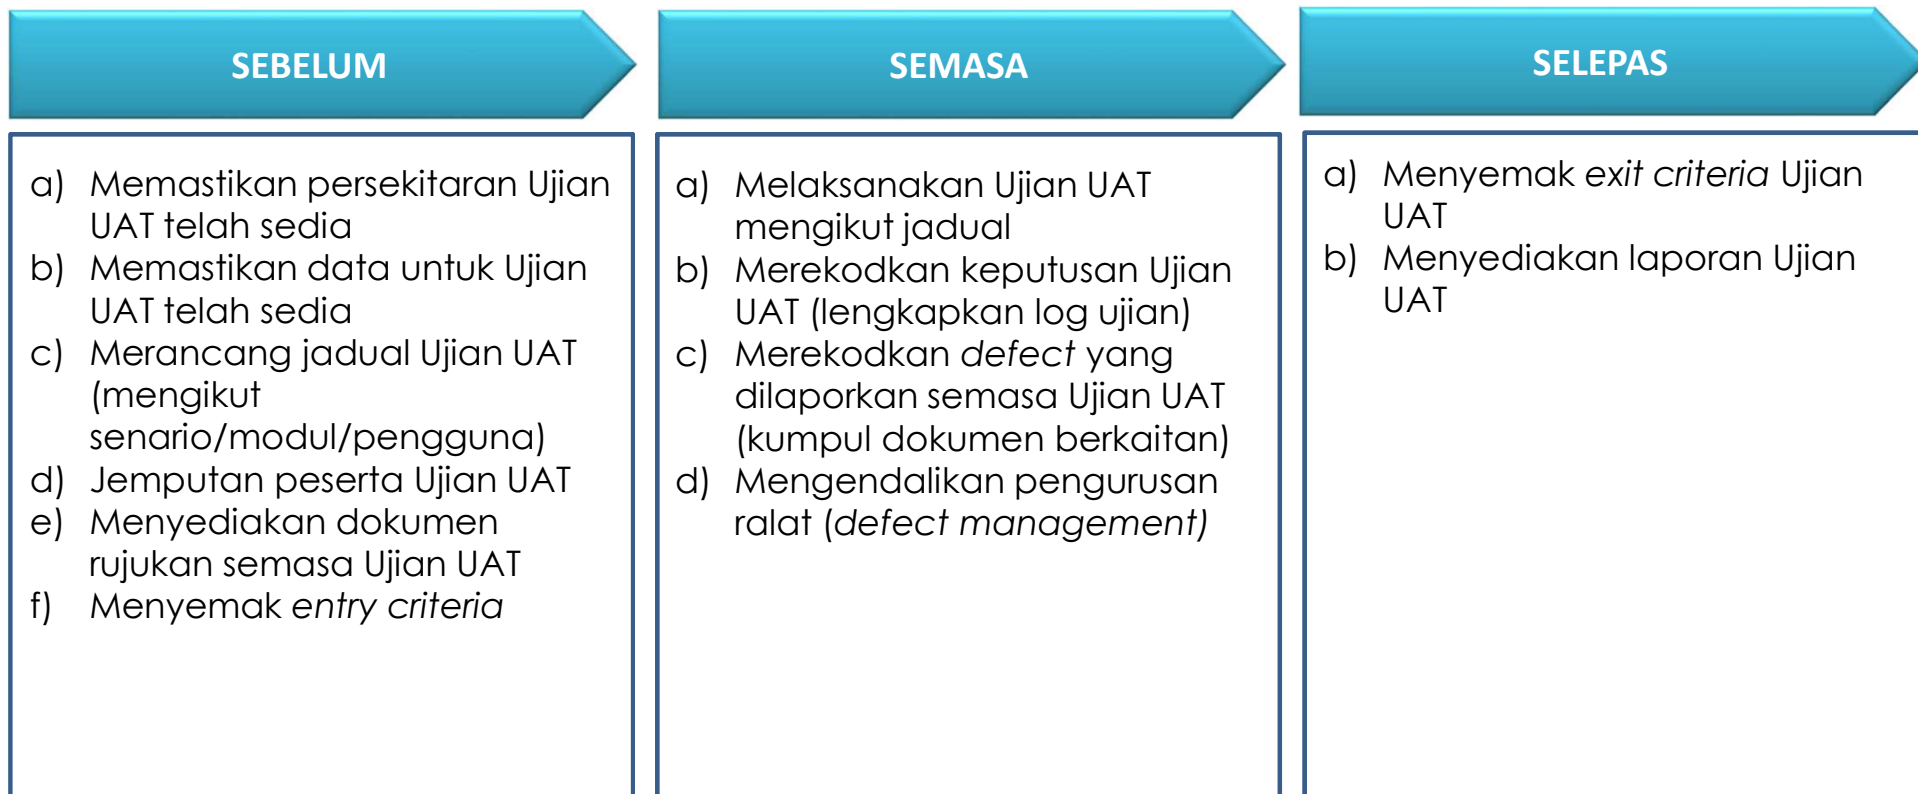 SEBELUM
a) Memastikan persekitaran Ujian
UAT telah sedia
b) Memastikan data untuk Ujian
UAT telah sedia
c) Merancang jadual Ujian UAT
(mengikut
senario/modul/pengguna)
d) Jemputan peserta Ujian UAT
e) Menyediakan dokumen
rujukan semasa Ujian UAT
f) Menyemak entry criteria
SEMASA
a) Melaksanakan Ujian UAT
mengikut jadual
b) Merekodkan keputusan Ujian
UAT (lengkapkan log ujian)
c) Merekodkan defect yang
dilaporkan semasa Ujian UAT
(kumpul dokumen berkaitan)
d) Mengendalikan pengurusan
ralat (defect management)
SELEPAS
a) Menyemak exit criteria Ujian
UAT
b) Menyediakan laporan Ujian
UAT